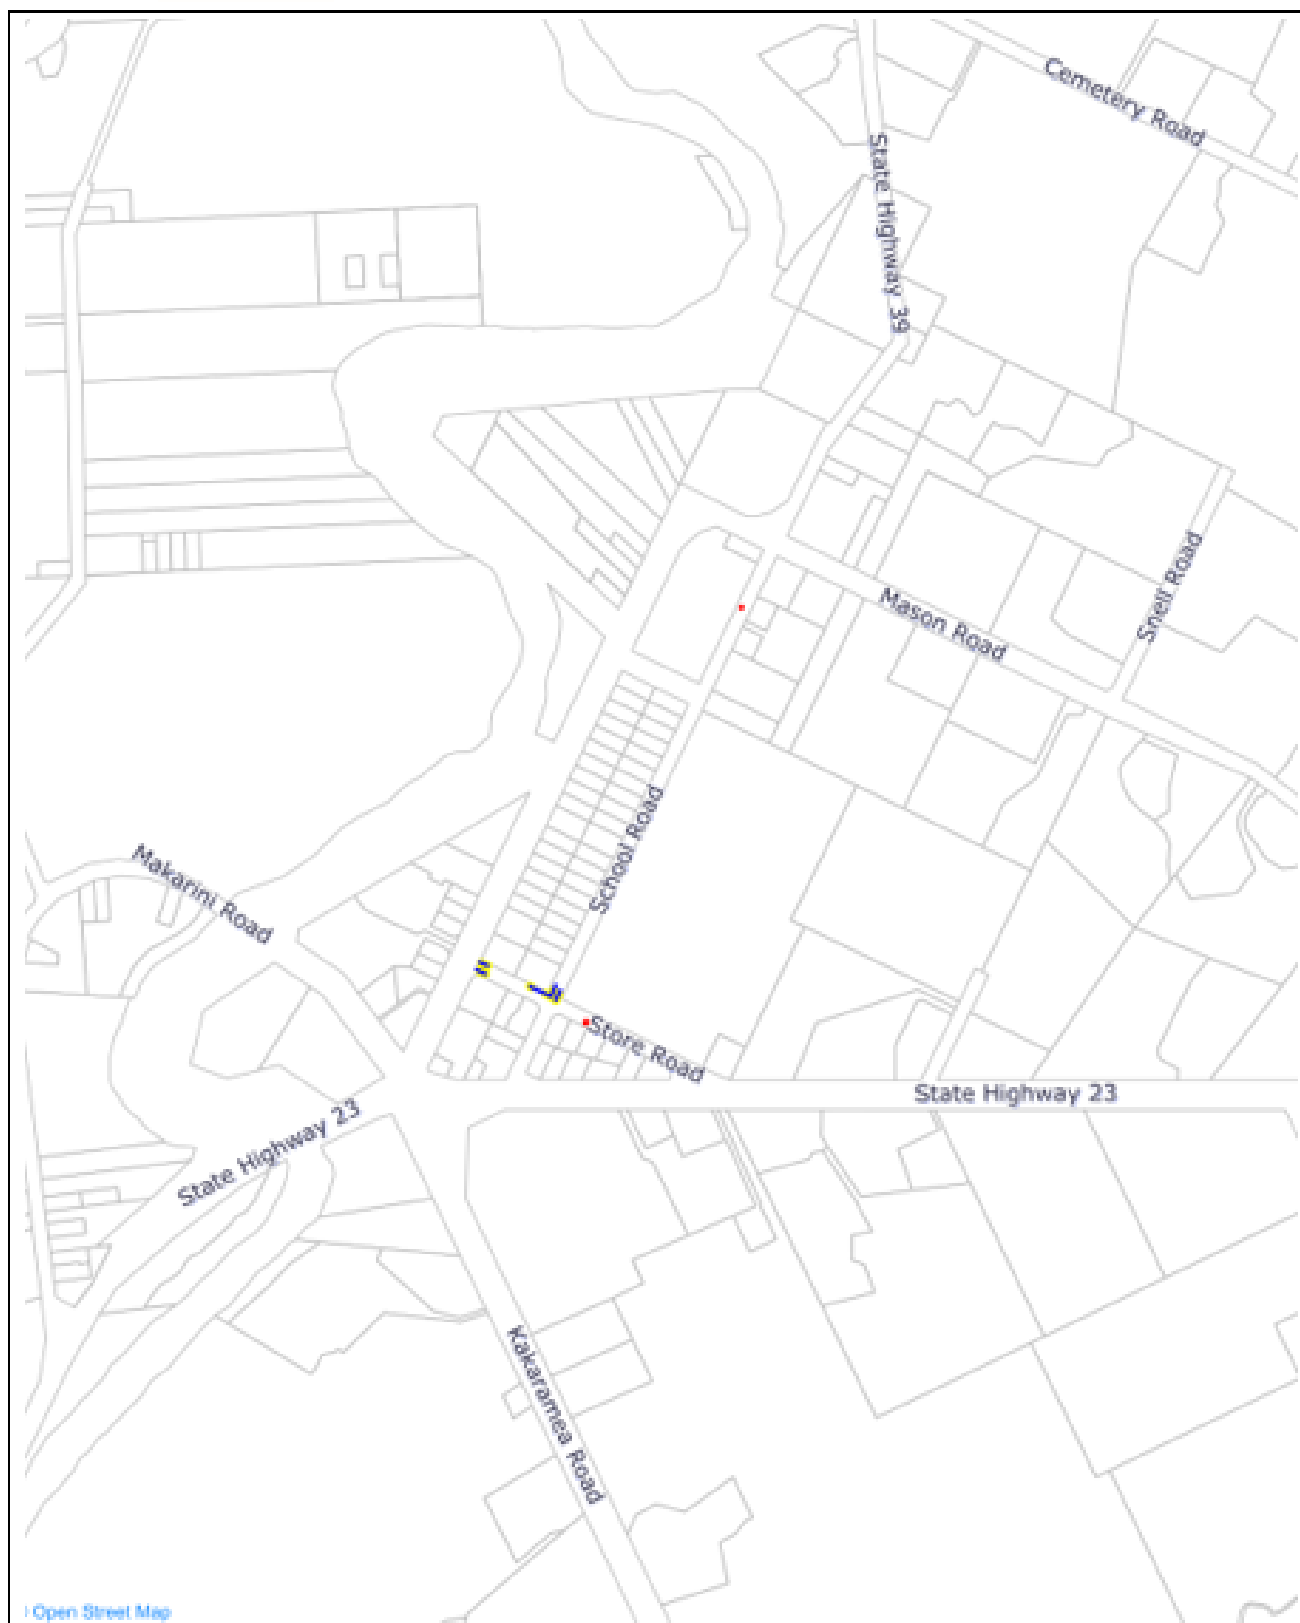 Cemetery Road
State Highway 39
Snell Road
Mason Road
School Road
Makarini Road
Store Road
State Highway 23
State Highway 23
Kakaramea Road
Open Street Map